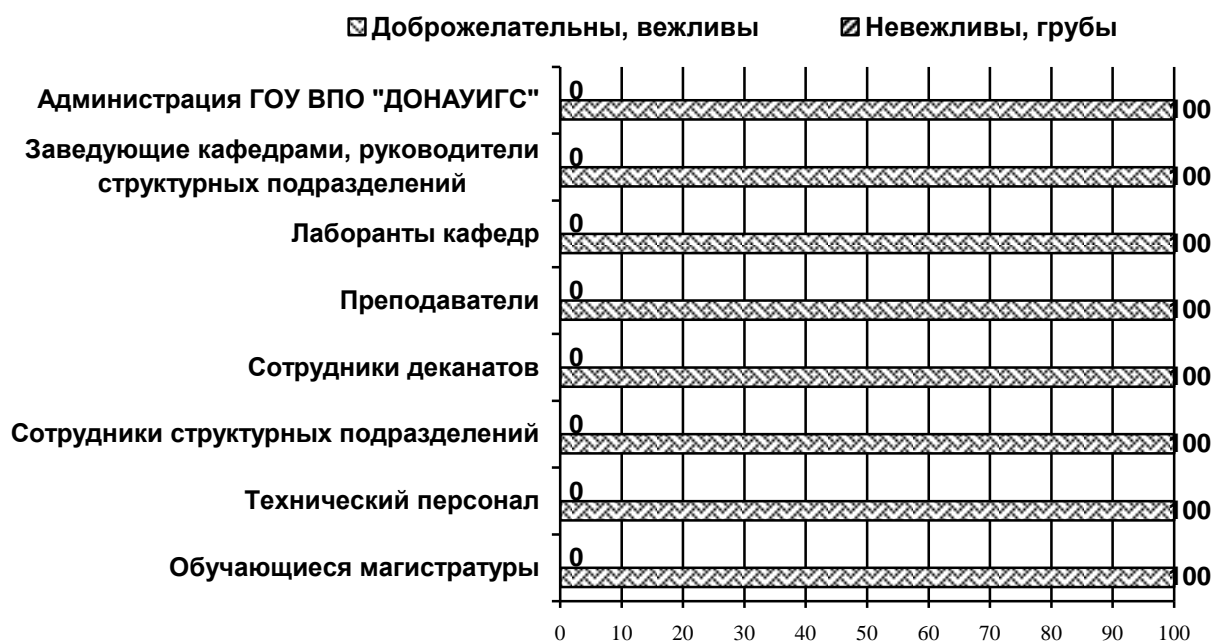 Доброжелательны, вежливы Невежливы, грубы
Администрация ГОУ ВПО "ДОНАУИГС"
0
100
Заведующие кафедрами, руководители
структурных подразделений
0
100
Лаборанты кафедр
0
100
Преподаватели
0
100
Сотрудники деканатов
0
100
Сотрудники структурных подразделений
0
100
Технический персонал
0
100
Обучающиеся магистратуры
0
100
0 10 20 30 40 50 60 70 80 90 100